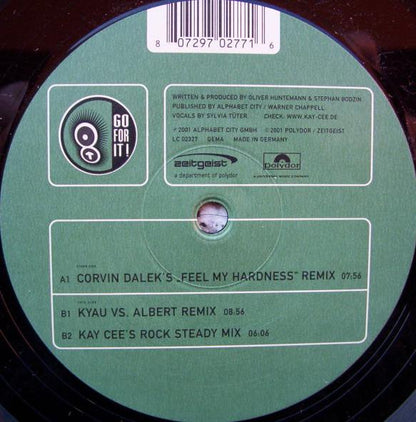 8 07297 02771 6
GO
FOR
IT!
WRITTEN & PRODUCED BY OLIVER HUNTEMANN & STEPHAN BODZIN
PUBLISHED BY ALPHABET CITY / WARNER CHAPPELL
VOCALS BY SYLVIA TÜTER. CHECK: WWW.KAY-CEE.DE
℗ 2001 ALPHABET CITY GMBH © 2001 POLYDOR / ZEITGEIST
LC 02327 GEMA MADE IN GERMANY
zeitgeist
a department of polydor
polydor
A UNIVERSAL MUSIC COMPANY
A1 CORVIN DALEK'S „FEEL MY HARDNESS" REMIX 07:56
B1 KYAU VS. ALBERT REMIX 08:56
B2 KAY CEE'S ROCK STEADY MIX 06:06